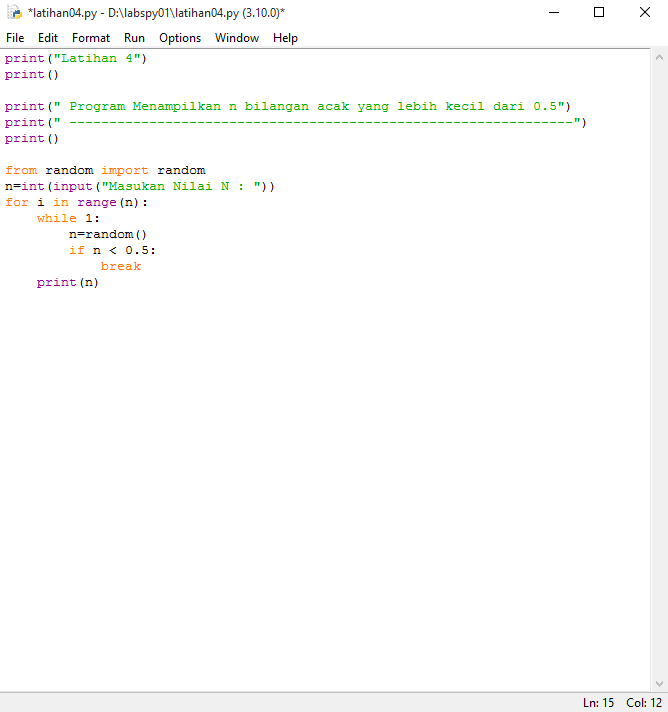 *latihan04.py - D:\labspy01\latihan04.py (3.10.0)*
File Edit Format Run Options Window Help
print("Latihan 4")
print()

print(" Program Menampilkan n bilangan acak yang lebih kecil dari 0.5")
print(" ---------------------------------------------------------------")
print()

from random import random
n=int(input("Masukan Nilai N : "))
for i in range(n):
    while 1:
        n=random()
        if n < 0.5:
            break
    print(n)
Ln: 15 Col: 12